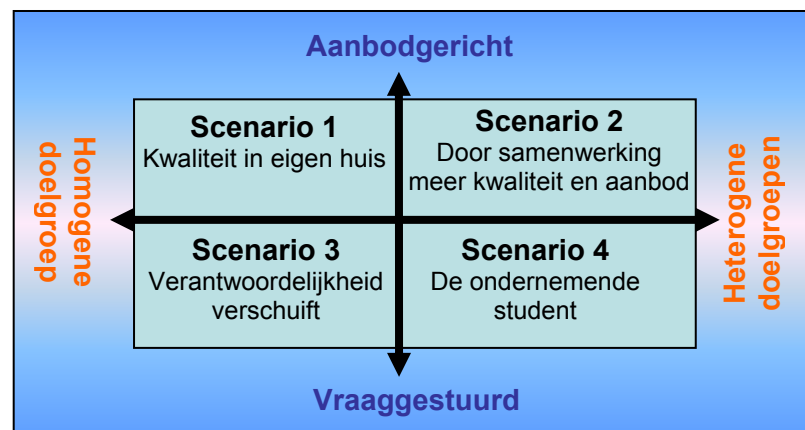 Aanbodgericht
Homogene
doelgroep
Scenario 1
Kwaliteit in eigen huis
Scenario 2
Door samenwerking
meer kwaliteit en aanbod
Scenario 3
Verantwoordelijkheid
verschuift
Scenario 4
De ondernemende
student
Heterogene
doelgroepen
Vraaggestuurd